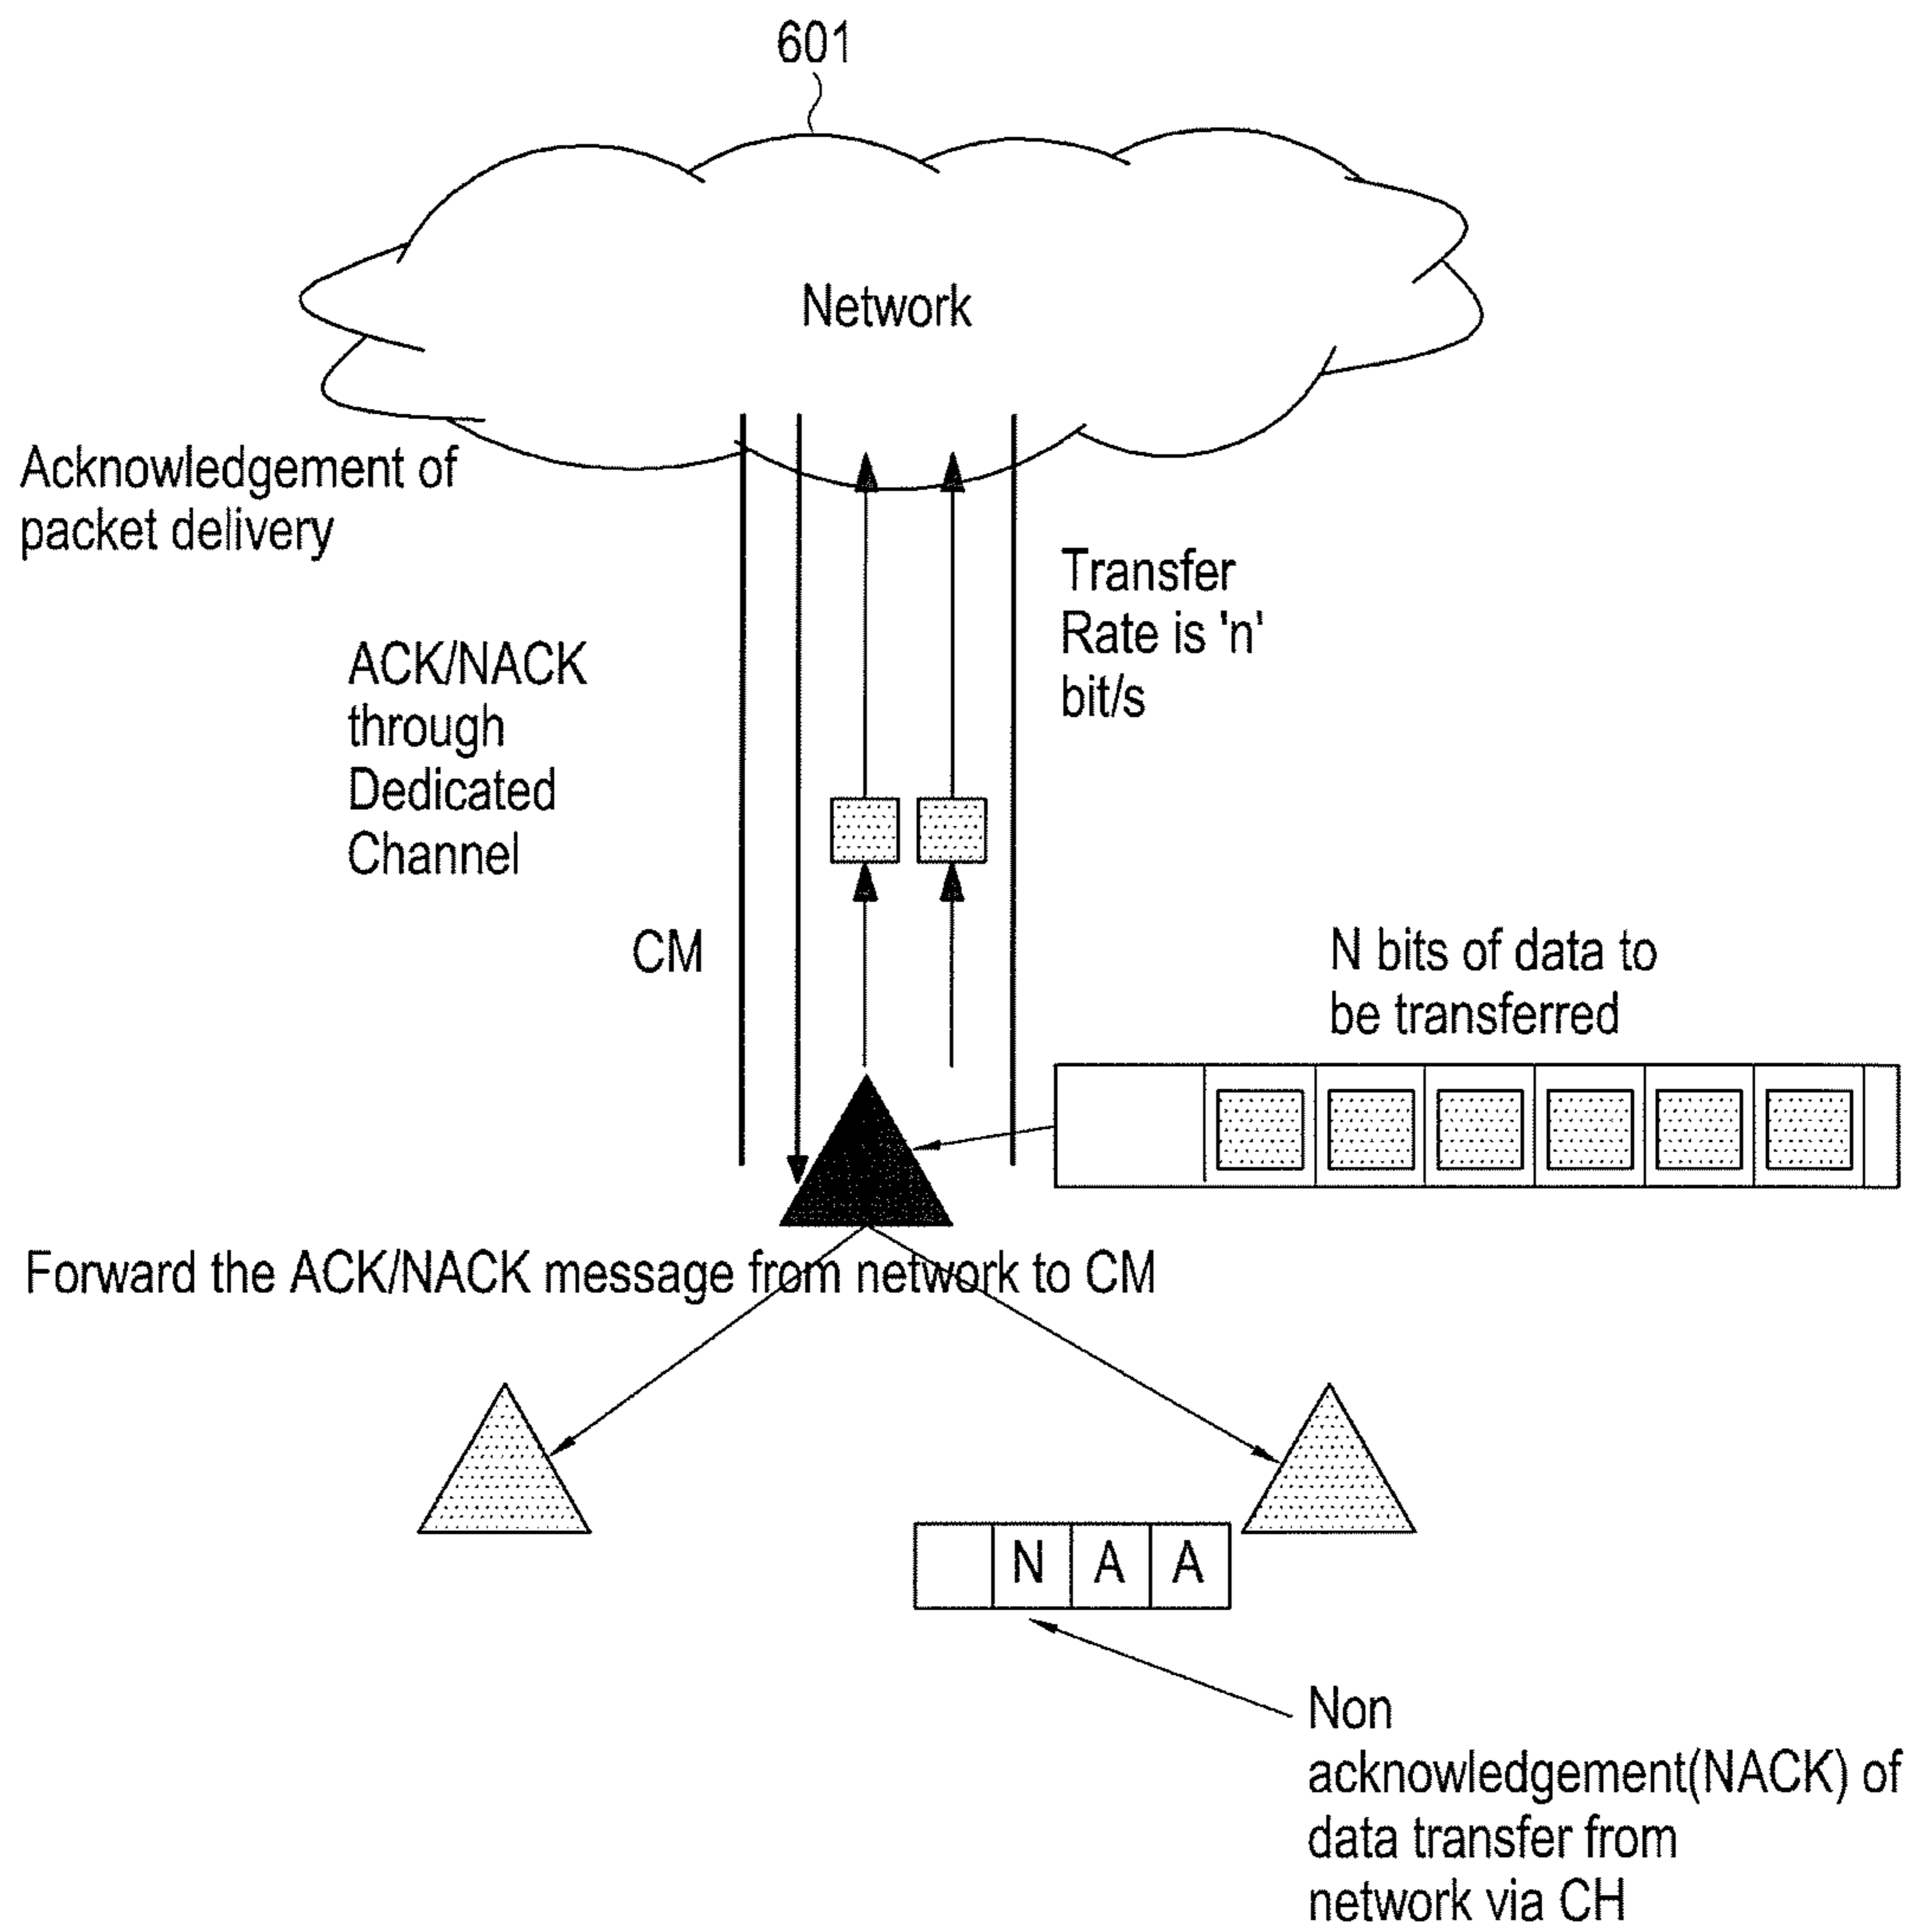 601
Network
Acknowledgement of
packet delivery
Transfer
Rate is 'n'
bit/s
ACK/NACK
through
Dedicated
Channel
CM
N bits of data to
be transferred
Forward the ACK/NACK message from network to CM
N A A
Non
acknowledgement(NACK) of
data transfer from
network via CH